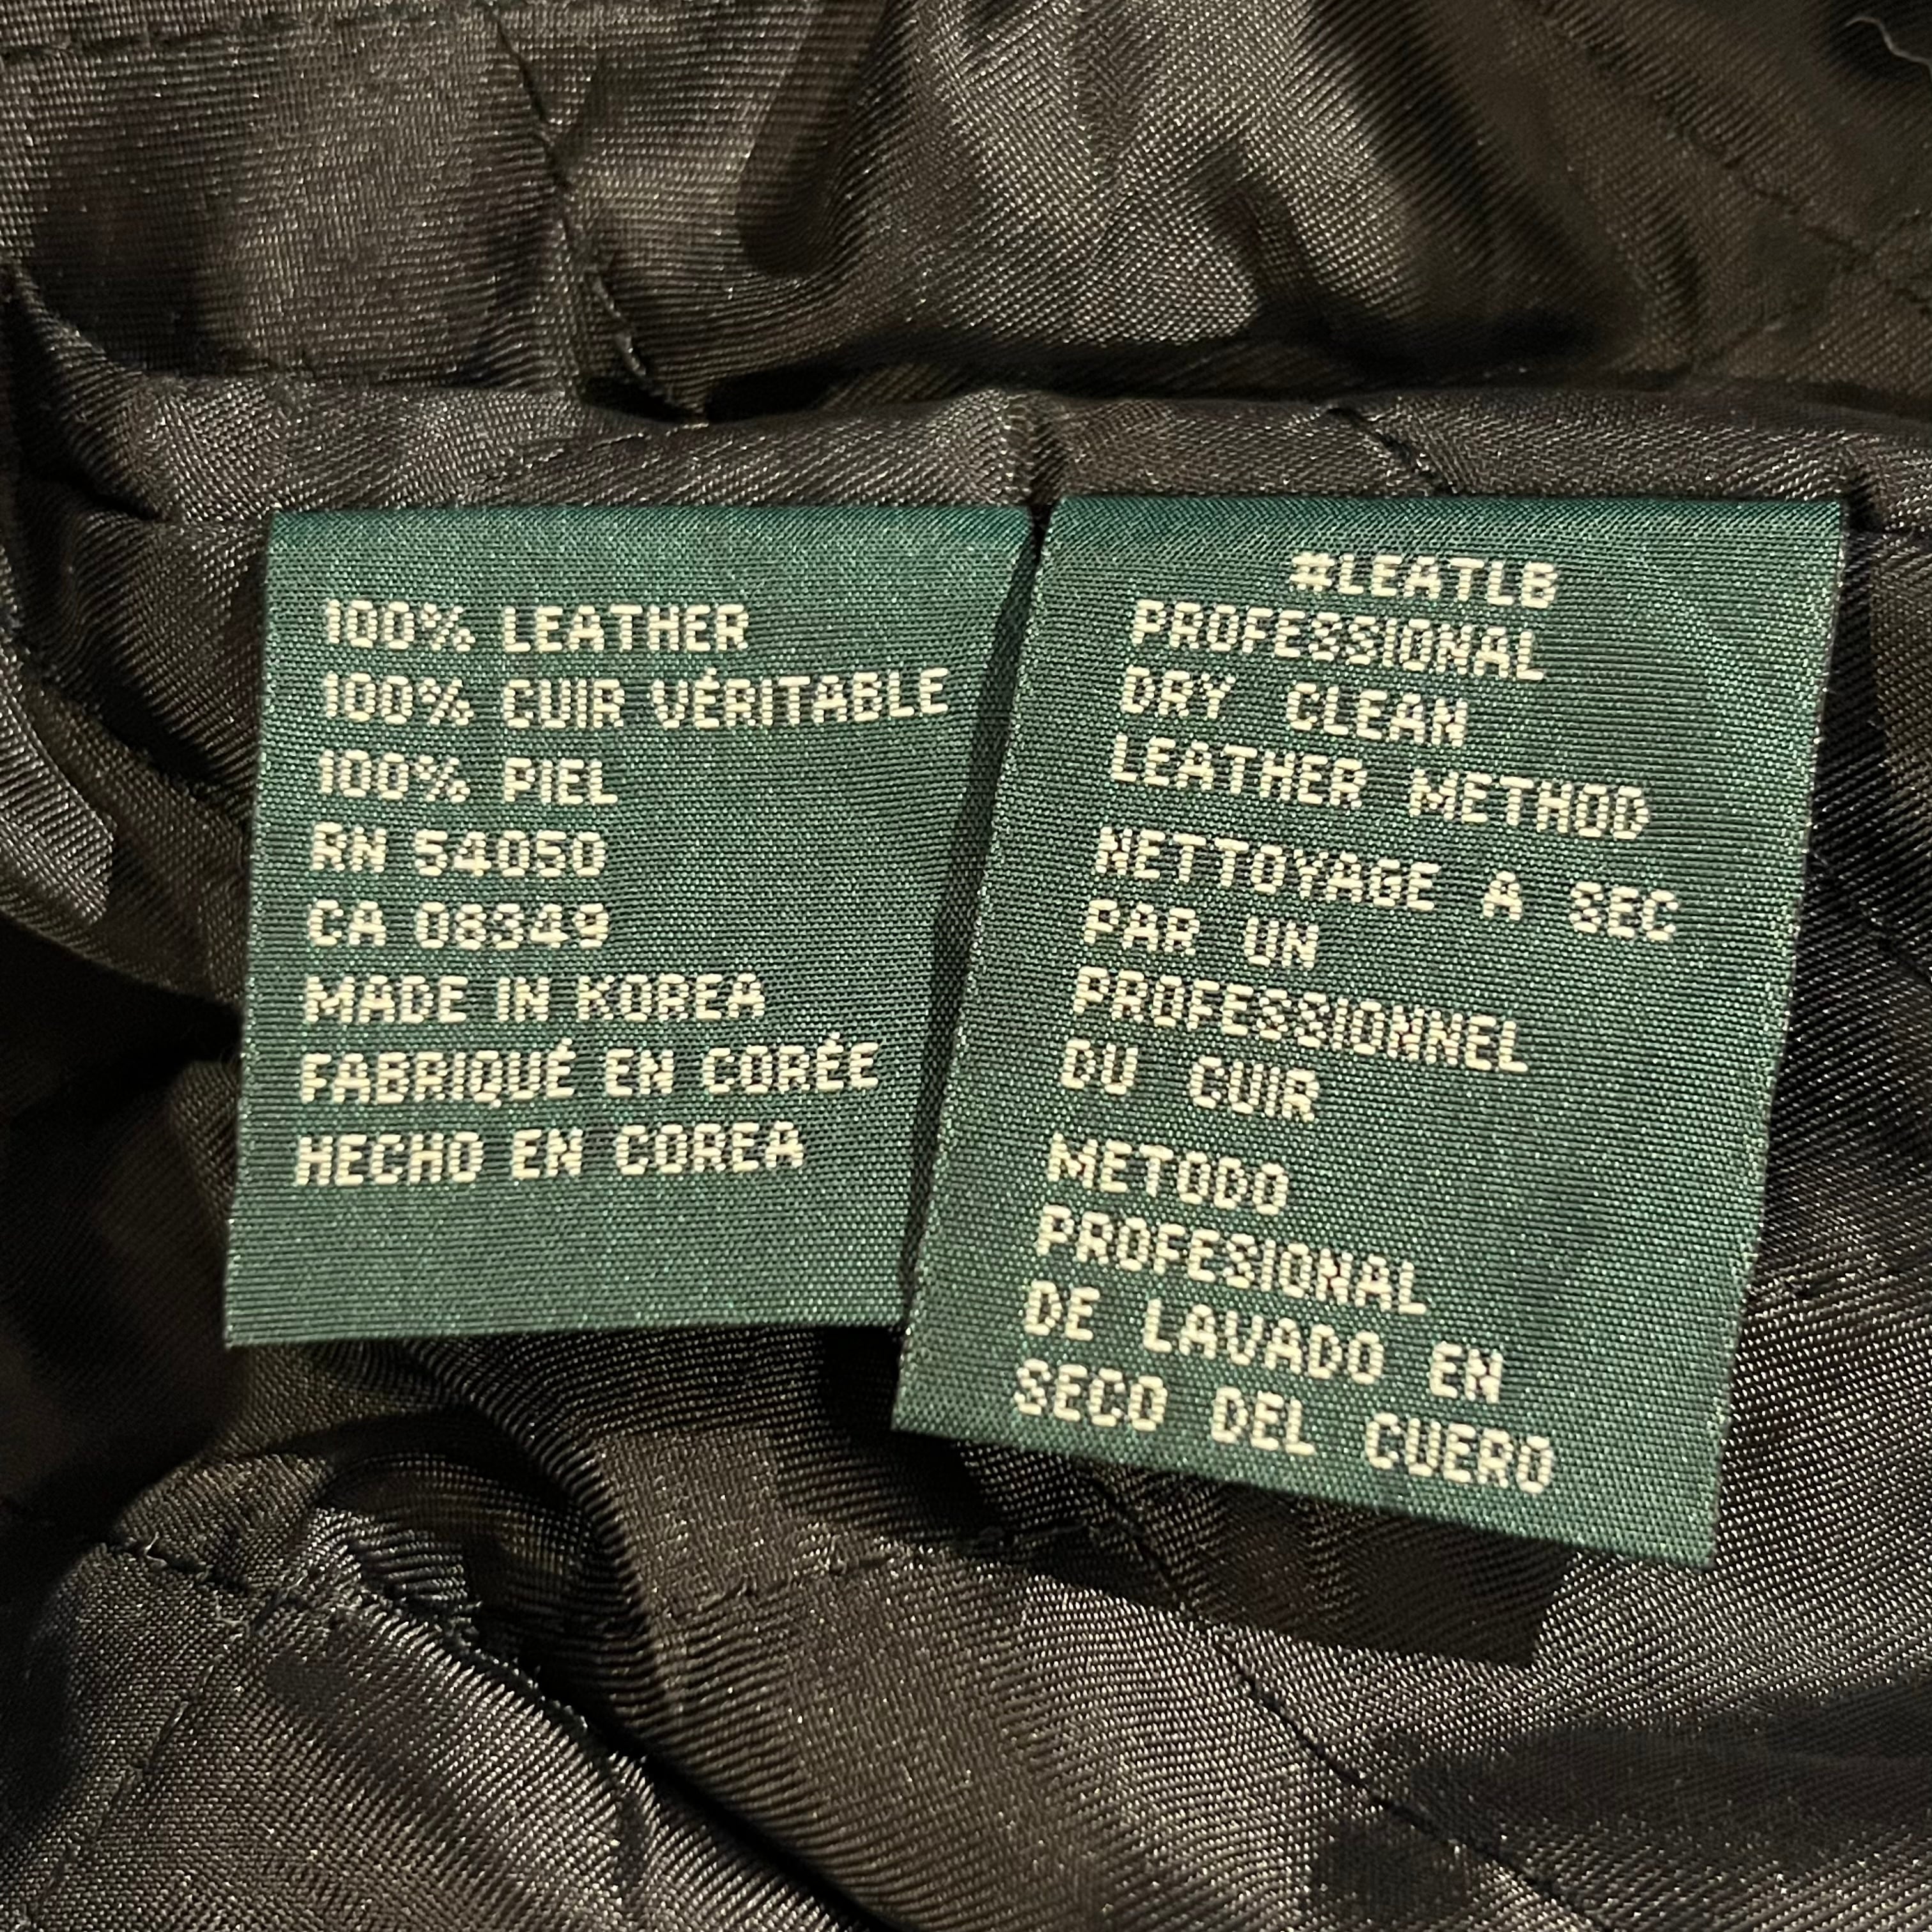 100% LEATHER
100% CUIR VÉRITABLE
100% PIEL
RN 54050
CA 08349
MADE IN KOREA
FABRIQUÉ EN CORÉE
HECHO EN COREA
#LEATLB
PROFESSIONAL
DRY CLEAN
LEATHER METHOD
NETTOYAGE A SEC
PAR UN
PROFESSIONNEL
DU CUIR
METODO
PROFESIONAL
DE LAVADO EN
SECO DEL CUERO